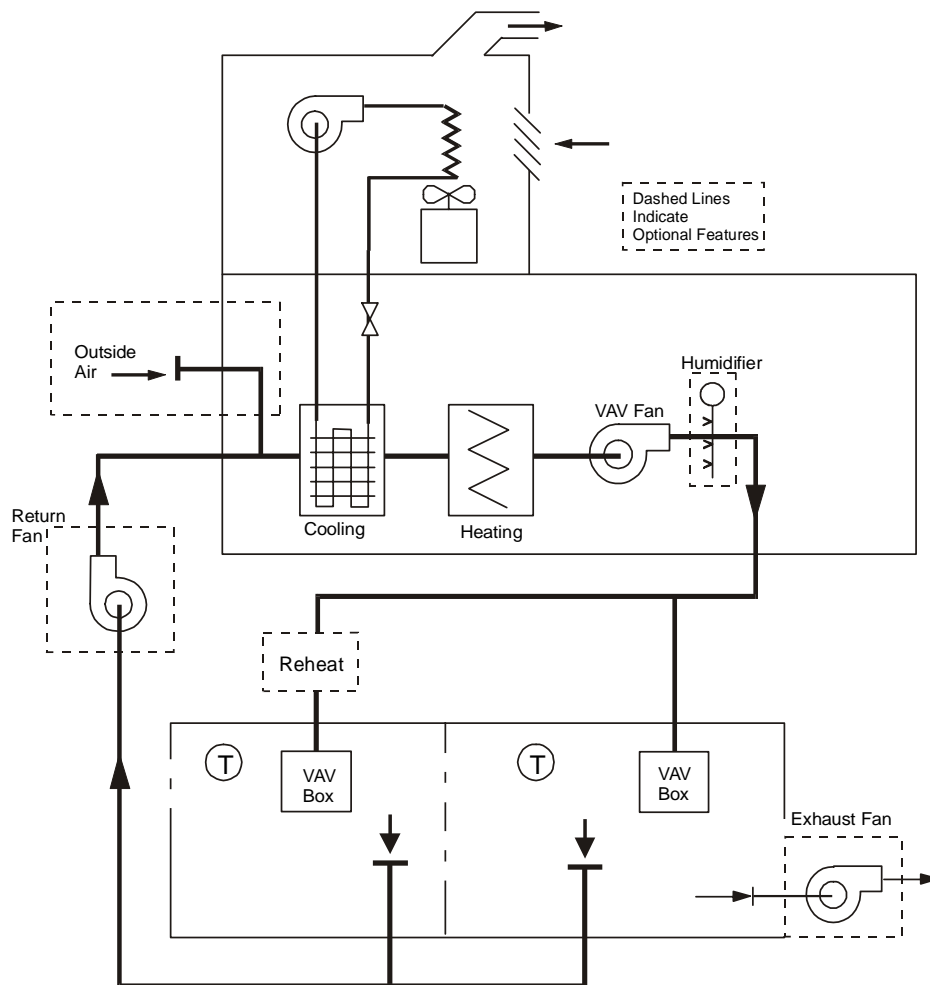 Dashed Lines
Indicate
Optional Features
Outside
Air
Humidifier
VAV Fan
Cooling
Heating
Return
Fan
Reheat
T
VAV
Box
T
VAV
Box
Exhaust Fan